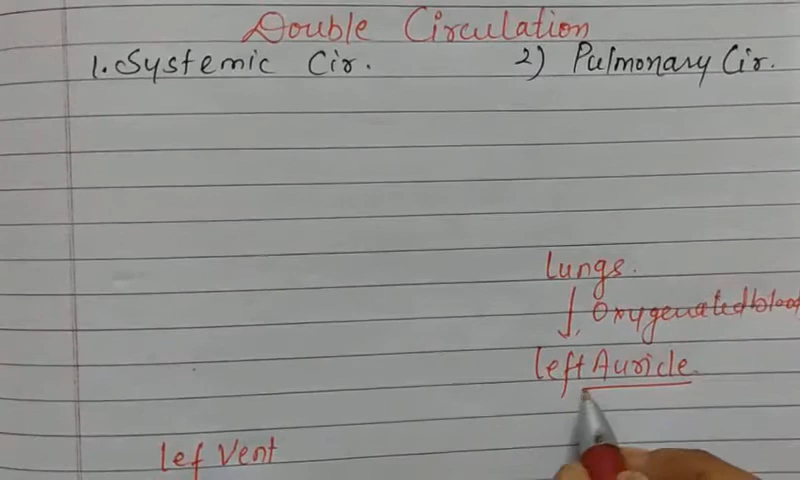 Double Circulation
1. Systemic Cir. 2) Pulmonary Cir.
Lungs.
Oxygenated blood
left Auricle.
lef Vent